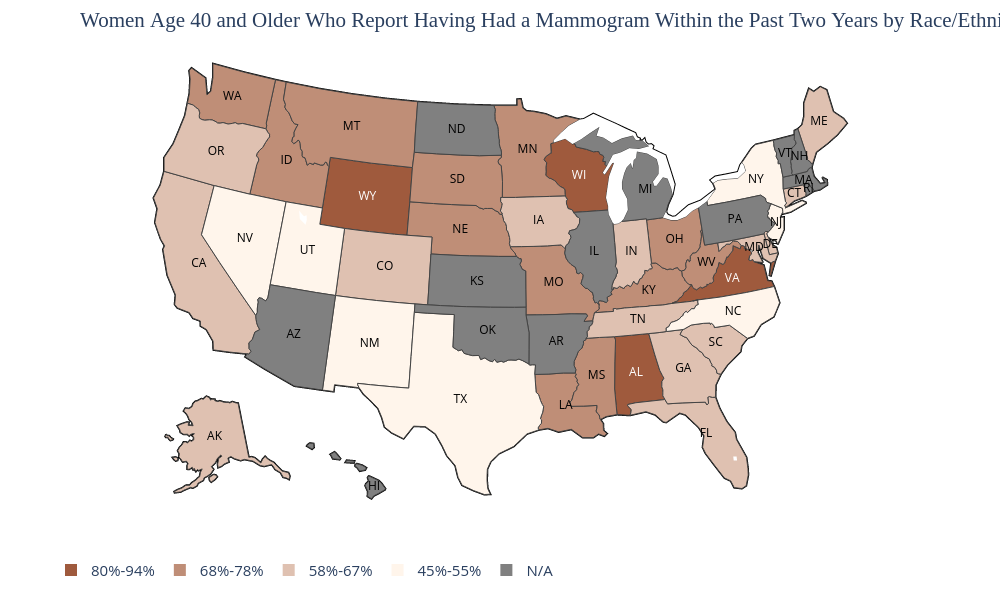 Women Age 40 and Older Who Report Having Had a Mammogram Within the Past Two Years by Race/Ethni
WA
MT
ND
MN
ME
OR
ID
SD
WI
VT
NH
WY
MI
NY
MA
CT
RI
NE
IA
PA
NJ
NV
UT
CO
IL
IN
OH
MD
DE
CA
KS
MO
WV
VA
KY
NC
AZ
NM
OK
AR
TN
SC
TX
MS
AL
GA
LA
FL
AK
HI
80%-94%
68%-78%
58%-67%
45%-55%
N/A